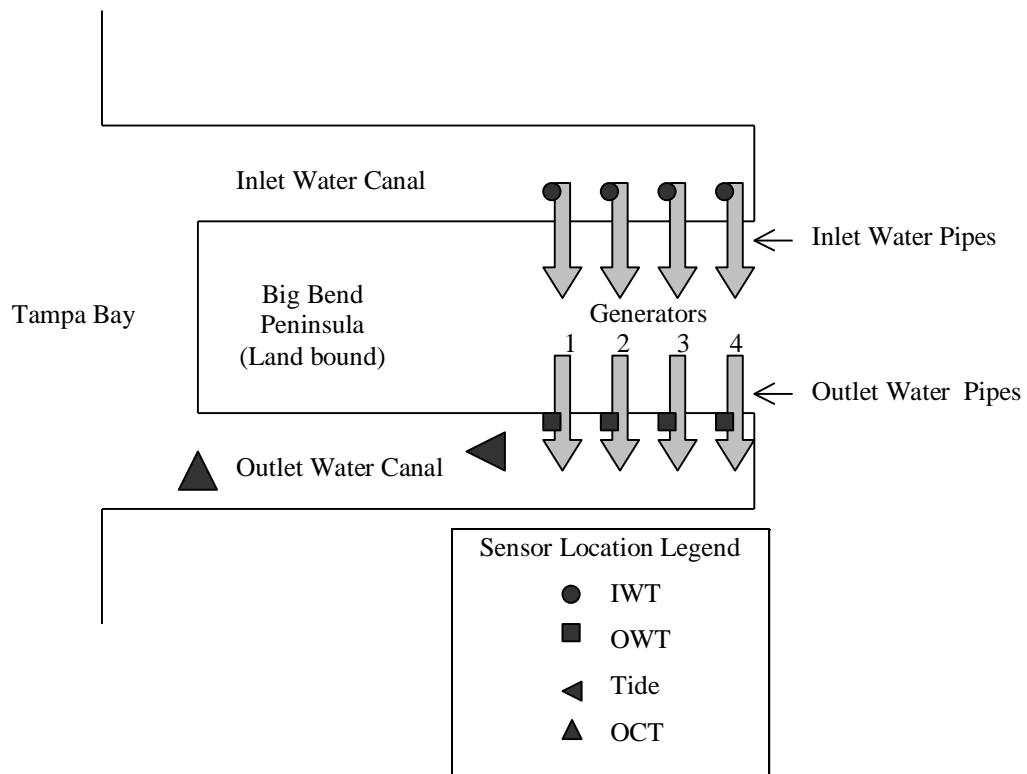 Inlet Water Canal
Inlet Water Pipes
Tampa Bay
Big Bend
Peninsula
(Land bound)
Generators
1 2 3 4
Outlet Water Pipes
Outlet Water Canal
Sensor Location Legend
IWT
OWT
Tide
OCT